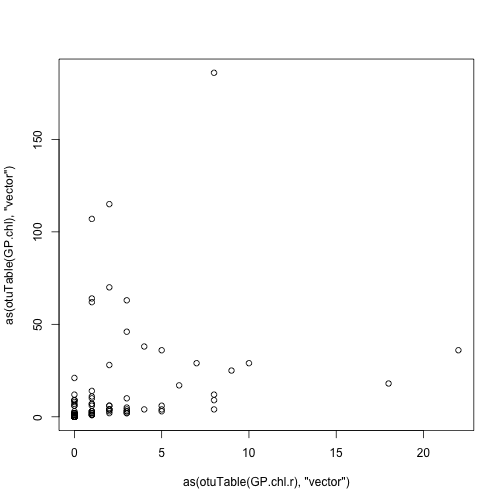 as(otuTable(GP.chl), "vector")
150
100
50
0
0 5 10 15 20
as(otuTable(GP.chl.r), "vector")